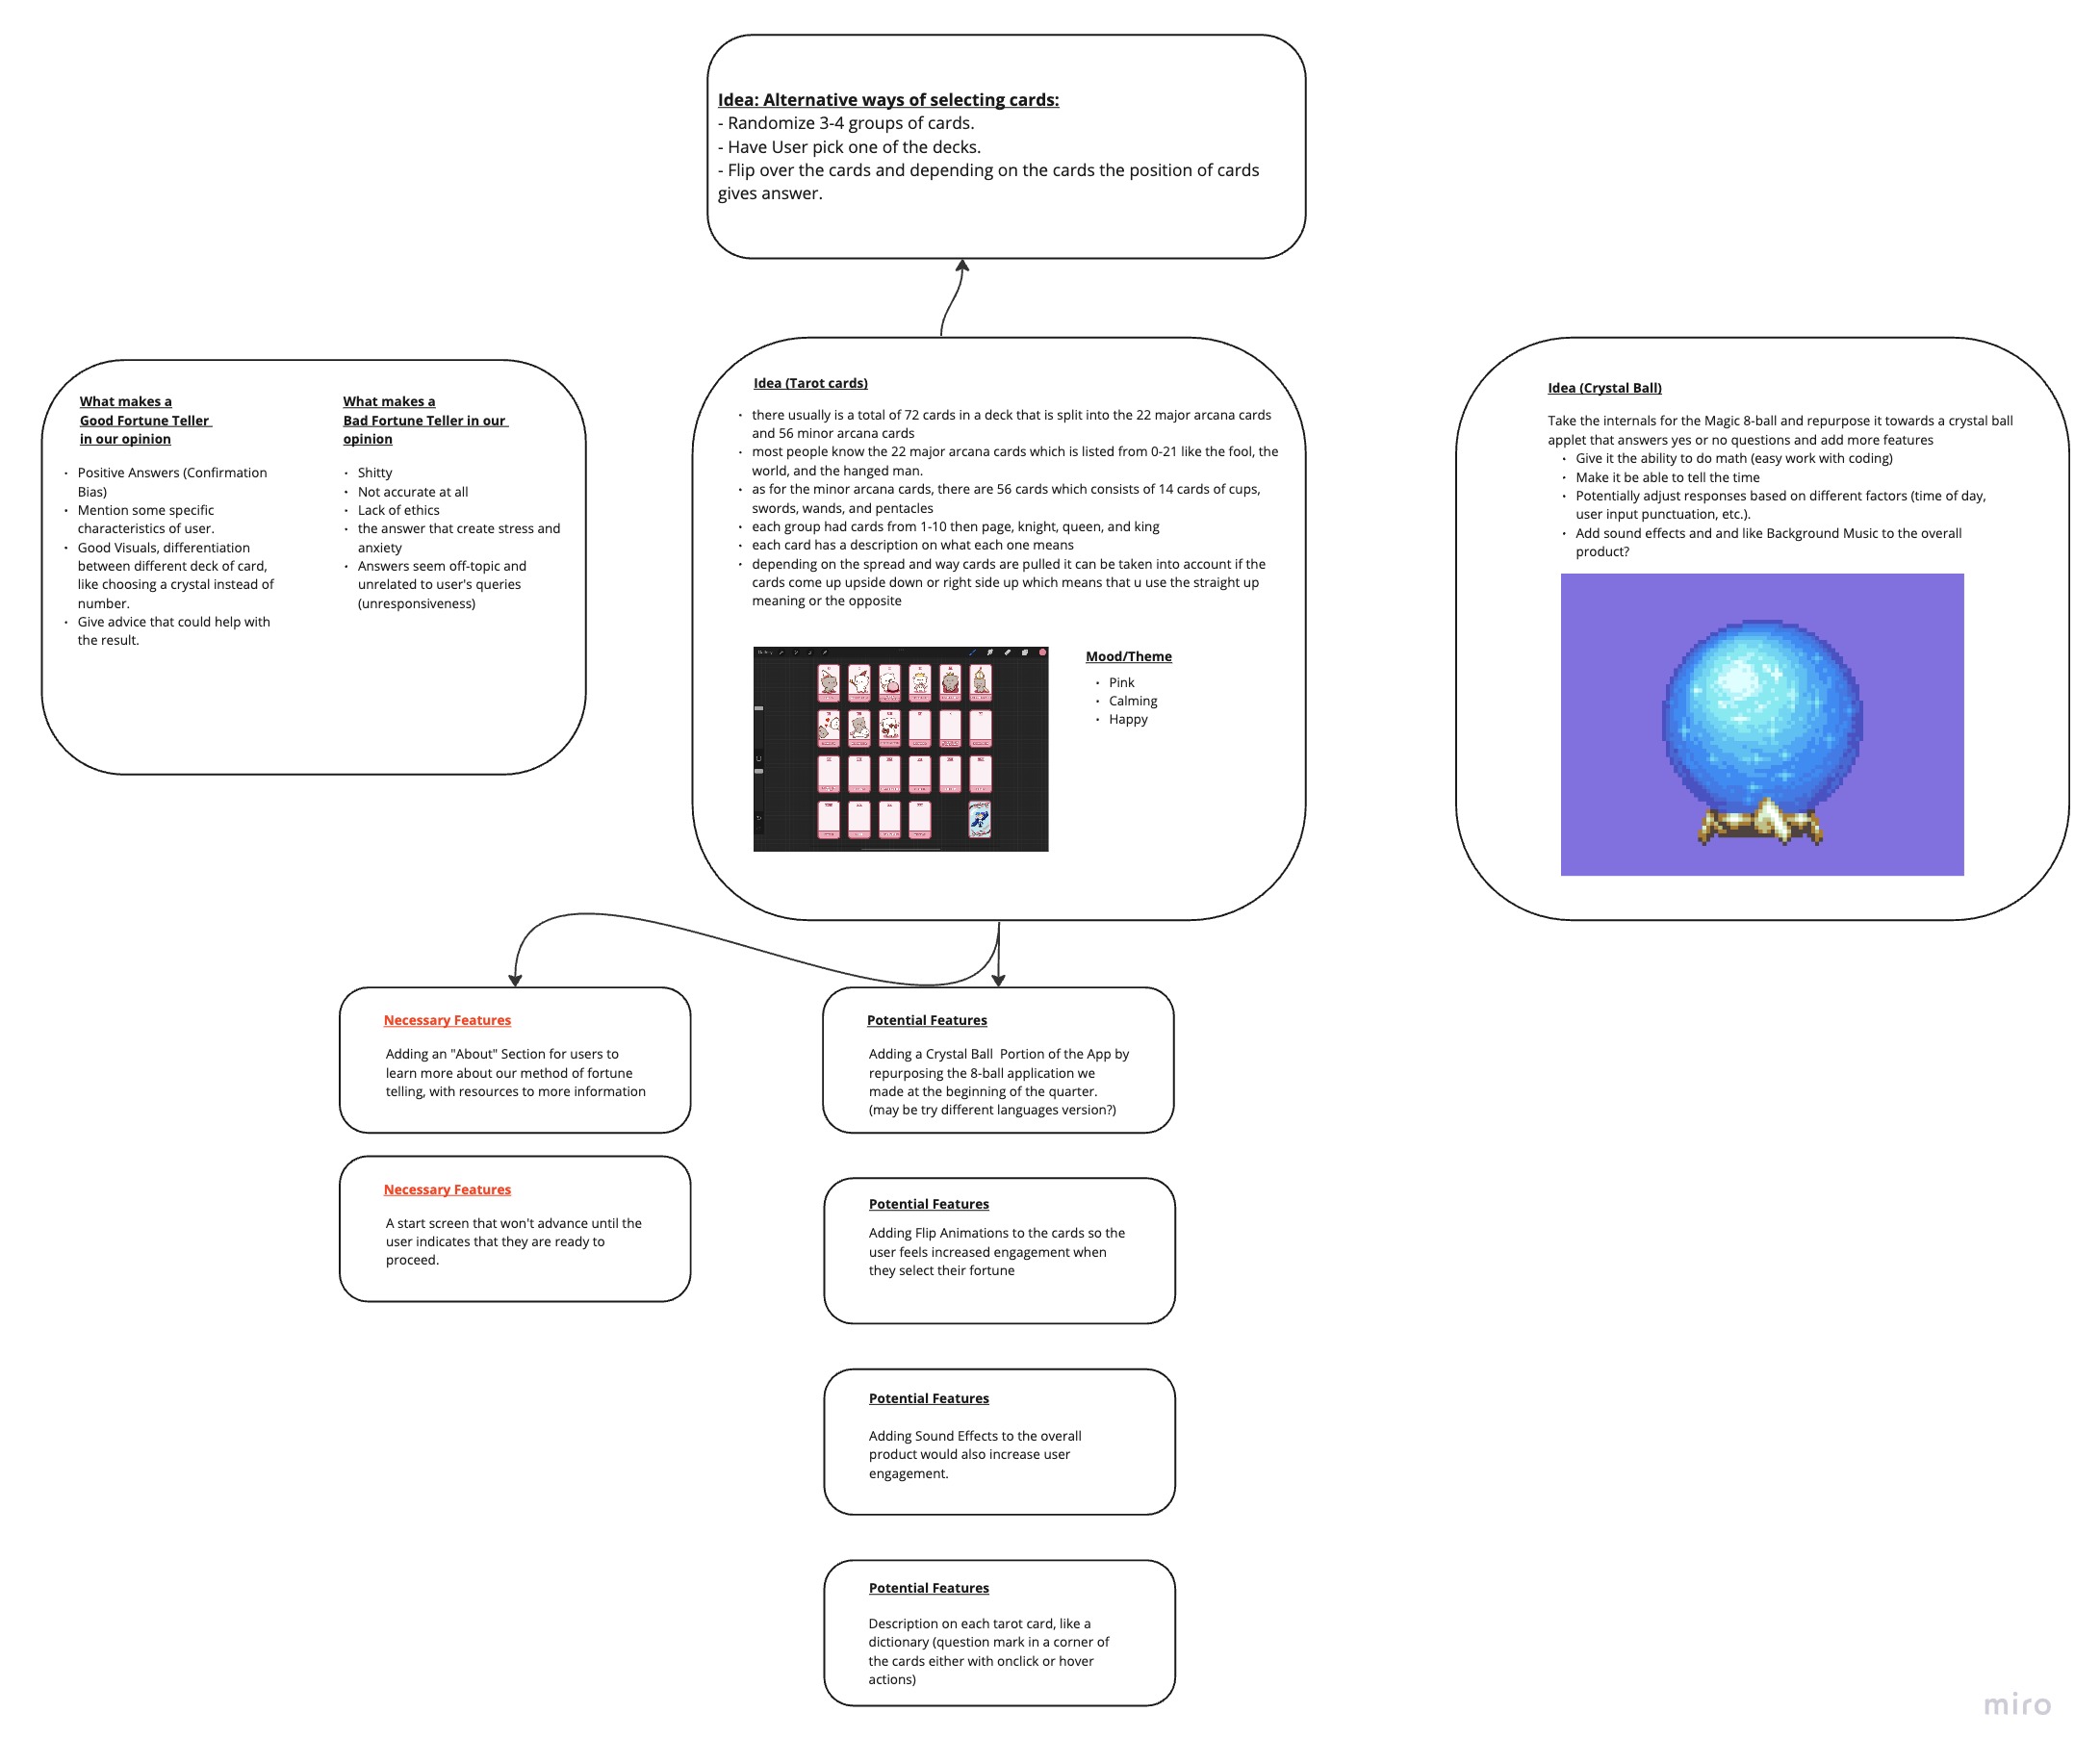 Idea: Alternative ways of selecting cards:
- Randomize 3-4 groups of cards.
- Have User pick one of the decks.
- Flip over the cards and depending on the cards the position of cards
gives answer.
What makes a
Good Fortune Teller
in our opinion
· Positive Answers (Confirmation
Bias)
· Mention some specific
characteristics of user.
· Good Visuals, differentiation
between different deck of card,
like choosing a crystal instead of
number.
· Give advice that could help with
the result.
What makes a
Bad Fortune Teller in our
opinion
· Shitty
· Not accurate at all
· Lack of ethics
· the answer that create stress and
anxiety
· Answers seem off-topic and
unrelated to user's queries
(unresponsiveness)
Idea (Tarot cards)
· there usually is a total of 72 cards in a deck that is split into the 22 major arcana cards
and 56 minor arcana cards
· most people know the 22 major arcana cards which is listed from 0-21 like the fool, the
world, and the hanged man.
· as for the minor arcana cards, there are 56 cards which consists of 14 cards of cups,
swords, wands, and pentacles
· each group had cards from 1-10 then page, knight, queen, and king
· each card has a description on what each one means
· depending on the spread and way cards are pulled it can be taken into account if the
cards come up upside down or right side up which means that u use the straight up
meaning or the opposite
Mood/Theme
· Pink
· Calming
· Happy
Idea (Crystal Ball)
Take the internals for the Magic 8-ball and repurpose it towards a crystal ball
applet that answers yes or no questions and add more features
· Give it the ability to do math (easy work with coding)
· Make it be able to tell the time
· Potentially adjust responses based on different factors (time of day,
user input punctuation, etc.).
· Add sound effects and and like Background Music to the overall
product?
Necessary Features
Adding an "About" Section for users to
learn more about our method of fortune
telling, with resources to more information
Necessary Features
A start screen that won't advance until the
user indicates that they are ready to
proceed.
Potential Features
Adding a Crystal Ball  Portion of the App by
repurposing the 8-ball application we
made at the beginning of the quarter.
(may be try different languages version?)
Potential Features
Adding Flip Animations to the cards so the
user feels increased engagement when
they select their fortune
Potential Features
Adding Sound Effects to the overall
product would also increase user
engagement.
Potential Features
Description on each tarot card, like a
dictionary (question mark in a corner of
the cards either with onclick or hover
actions)
miro